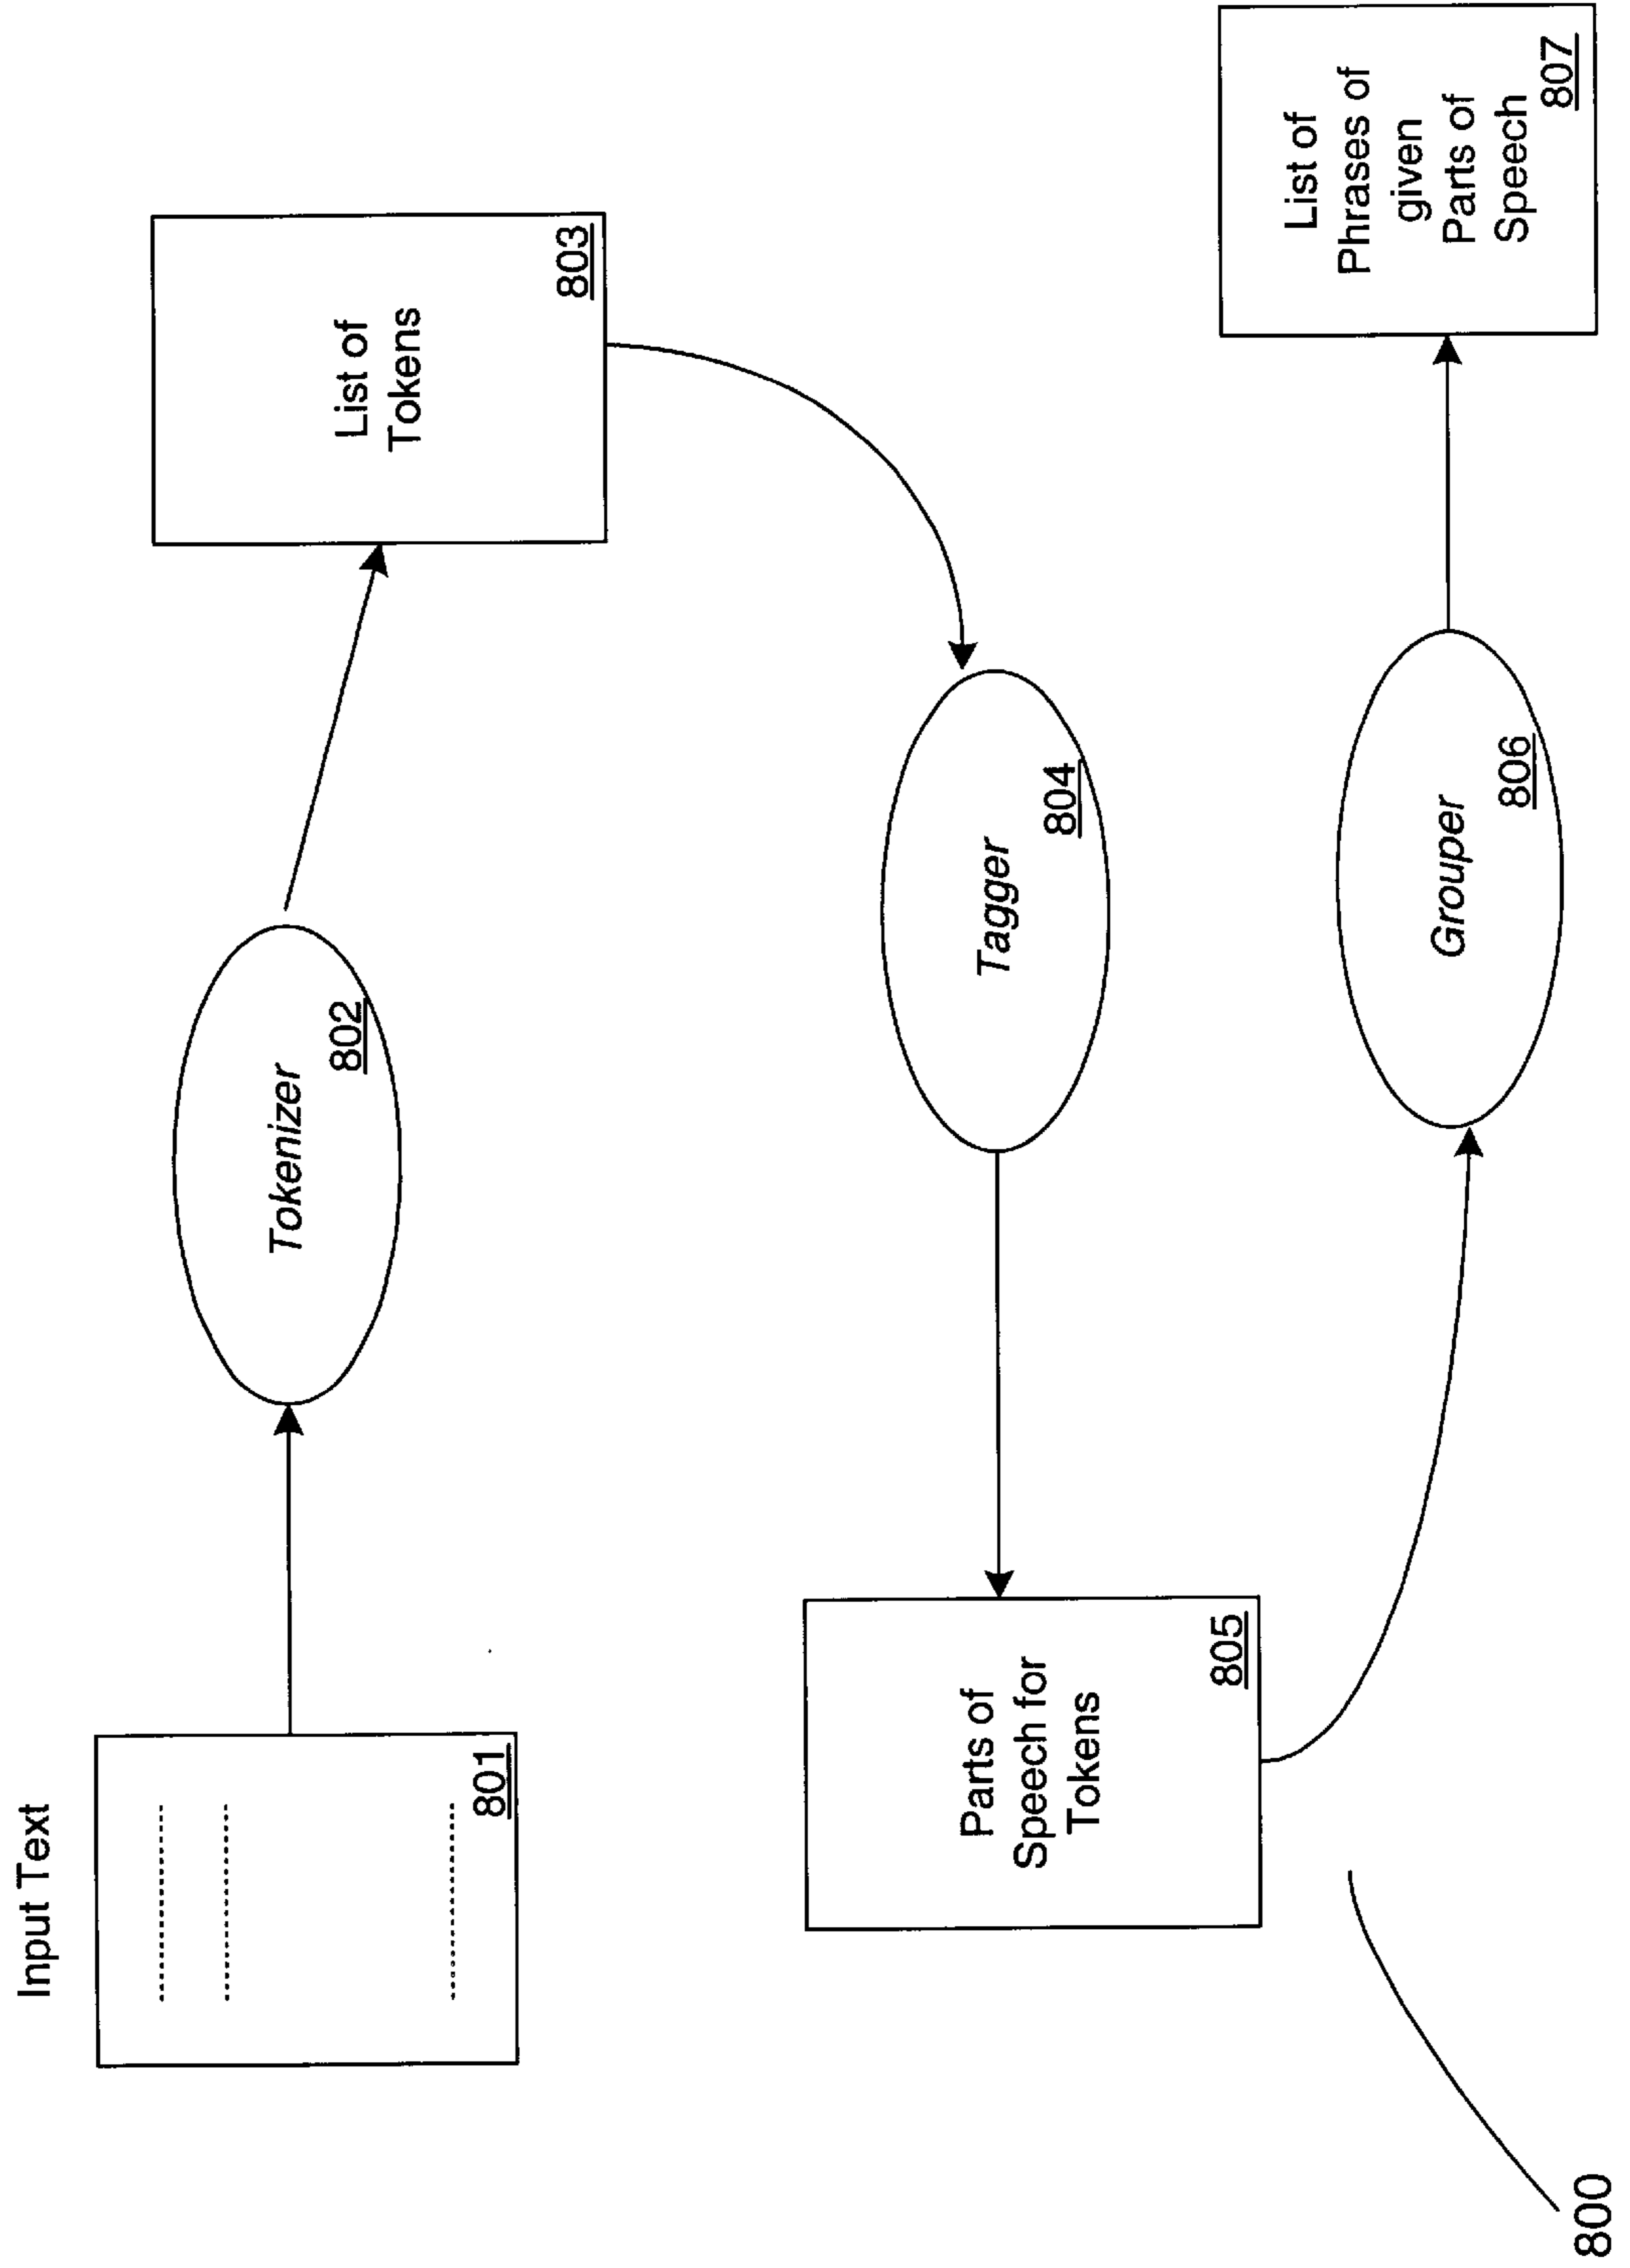 Input Text
801
Tokenizer
802
List of
Tokens
803
Tagger
804
Parts of
Speech for
Tokens
805
Grouper
806
List of
Phrases of
given
Parts of
Speech
807
800